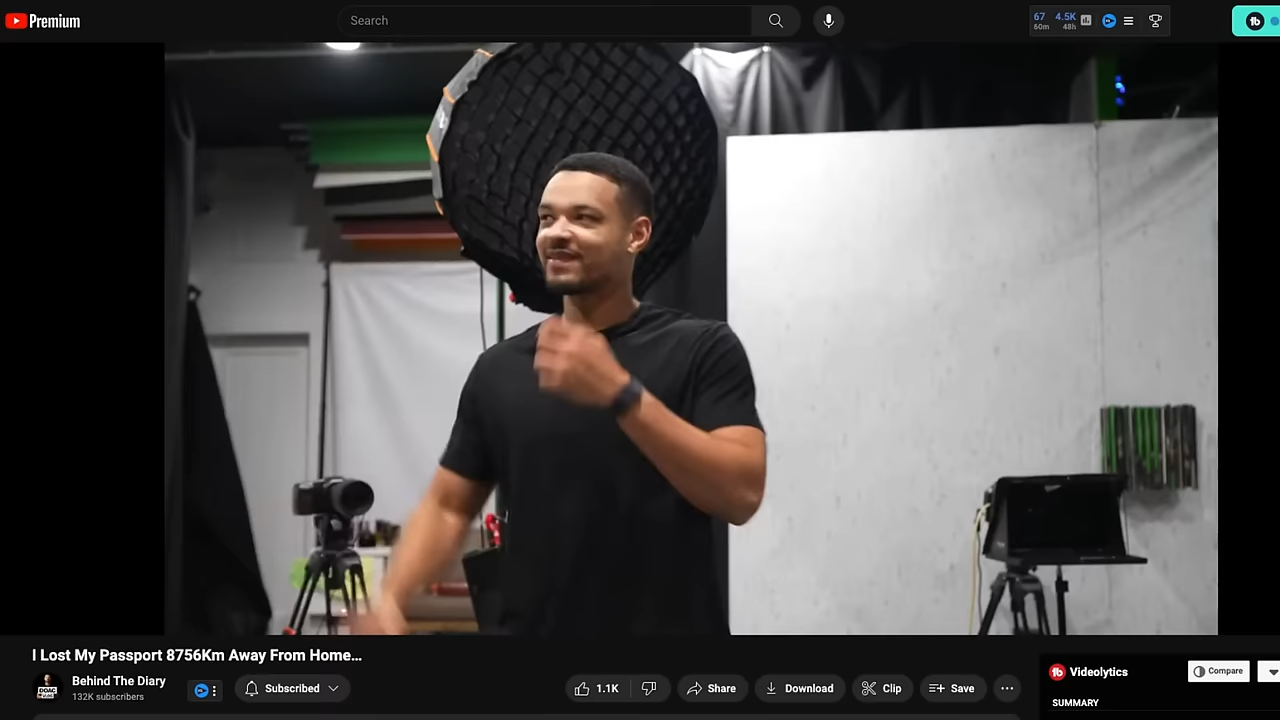 Premium
Search
67 4.5K
60m 48h
I Lost My Passport 8756Km Away From Home...
Behind The Diary
132K subscribers
DOAC
Subscribed
1.1K
Share
Download
Clip
Save
...
Videolytics
Compare
SUMMARY